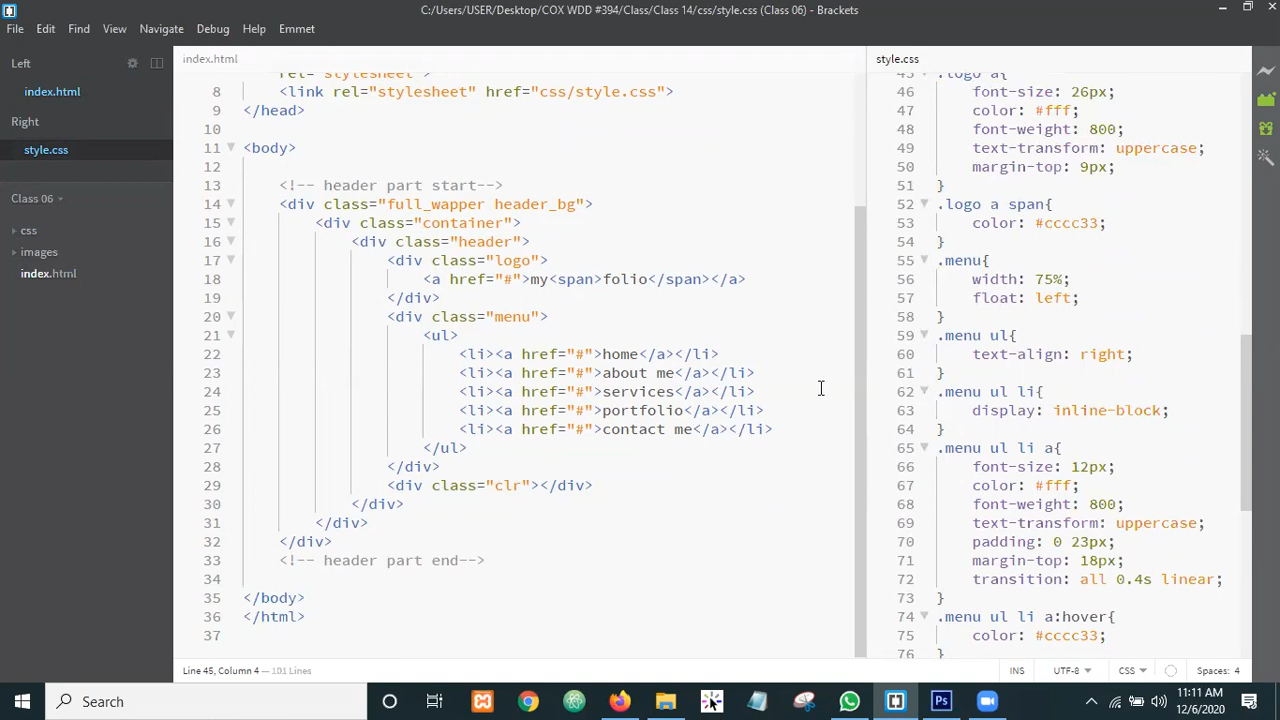 C:/Users/USER/Desktop/COX WDD #394/Class/Class 14/css/style.css (Class 06) - Brackets
File Edit Find View Navigate Debug Help Emmet
Left
index.html
Right
style.css
Class 06
css
images
index.html
index.html
rel="stylesheet">
8 <link rel="stylesheet" href="css/style.css">
9 </head>
10
11 <body>
12
13 <!-- header part start-->
14 <div class="full_wapper header_bg">
15 <div class="container">
16 <div class="header">
17 <div class="logo">
18 <a href="#">my<span>folio</span></a>
19 </div>
20 <div class="menu">
21 <ul>
22 <li><a href="#">home</a></li>
23 <li><a href="#">about me</a></li>
24 <li><a href="#">services</a></li>
25 <li><a href="#">portfolio</a></li>
26 <li><a href="#">contact me</a></li>
27 </ul>
28 </div>
29 <div class="clr"></div>
30 </div>
31 </div>
32 </div>
33 <!-- header part end-->
34
35 </body>
36 </html>
37
style.css
45 .logo a{
46 font-size: 26px;
47 color: #fff;
48 font-weight: 800;
49 text-transform: uppercase;
50 margin-top: 9px;
51 }
52 .logo a span{
53 color: #cccc33;
54 }
55 .menu{
56 width: 75%;
57 float: left;
58 }
59 .menu ul{
60 text-align: right;
61 }
62 .menu ul li{
63 display: inline-block;
64 }
65 .menu ul li a{
66 font-size: 12px;
67 color: #fff;
68 font-weight: 800;
69 text-transform: uppercase;
70 padding: 0 23px;
71 margin-top: 18px;
72 transition: all 0.4s linear;
73 }
74 .menu ul li a:hover{
75 color: #cccc33;
76 }
Line 45, Column 4 — 101 Lines
INS UTF-8 CSS Spaces: 4
Search
Ps
11:11 AM
12/6/2020